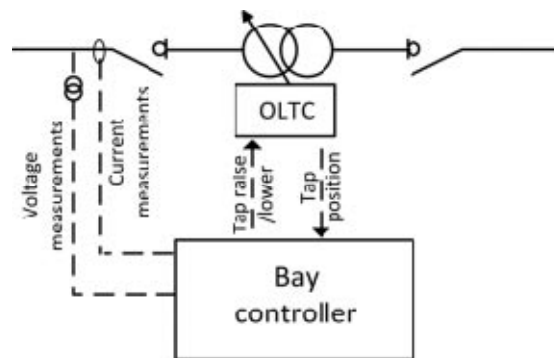 OLTC
Voltage
measurements
Current
measurements
Tap raise
/lower
Tap
position
Bay
controller